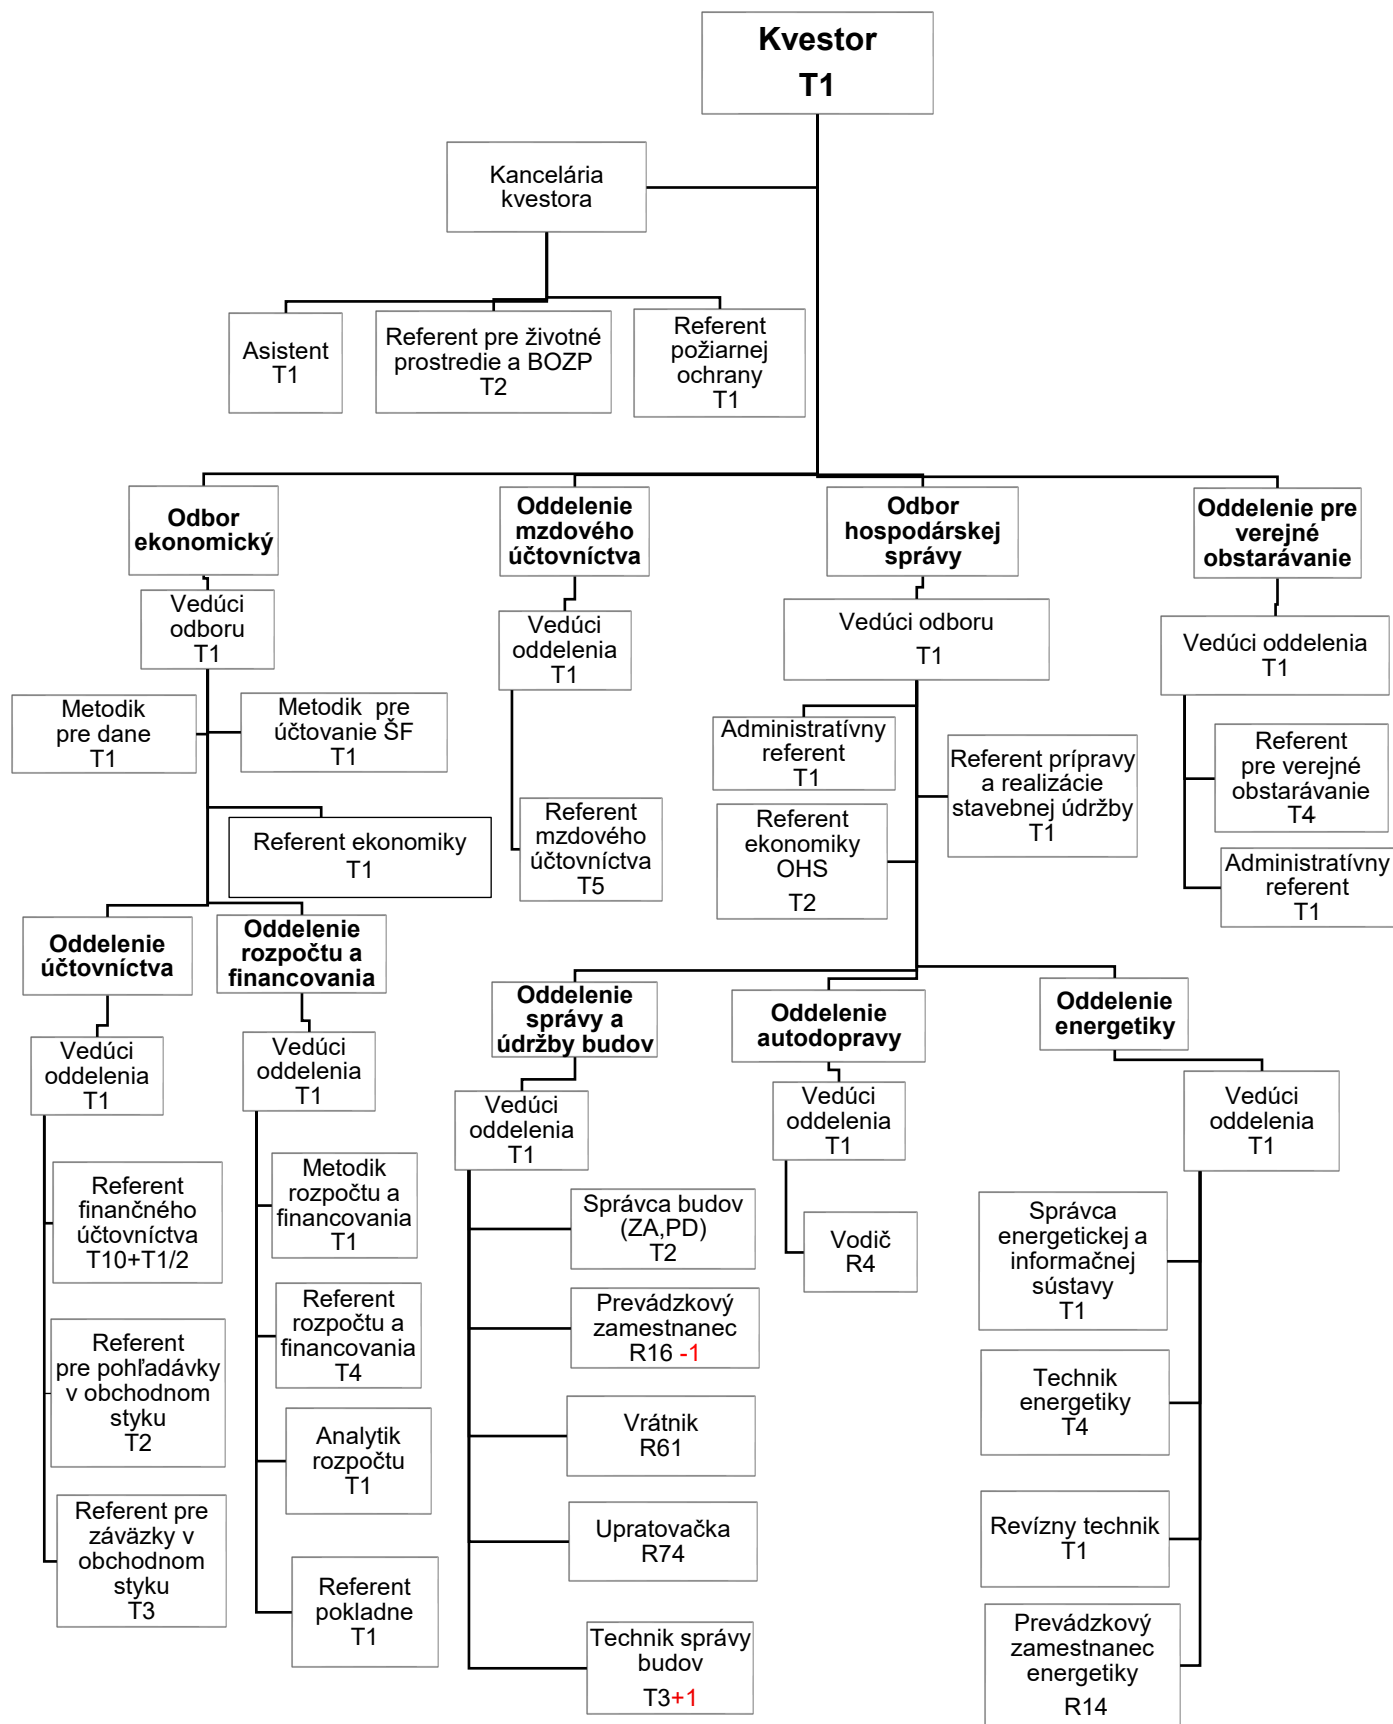 Kvestor
T1
Kancelária
kvestora
Asistent
T1
Referent pre životné
prostredie a BOZP
T2
Referent
požiarnej
ochrany
T1
Odbor
ekonomický
Vedúci
odboru
T1
Metodik
pre dane
T1
Metodik  pre
účtovanie ŠF
T1
Referent ekonomiky
T1
Oddelenie
účtovníctva
Vedúci
oddelenia
T1
Referent
finančného
účtovníctva
T10+T1/2
Referent
pre pohľadávky
v obchodnom
styku
T2
Referent pre
záväzky v
obchodnom
styku
T3
Oddelenie
rozpočtu a
financovania
Vedúci
oddelenia
T1
Metodik
rozpočtu a
financovania
T1
Referent
rozpočtu a
financovania
T4
Analytik
rozpočtu
T1
Referent
pokladne
T1
Oddelenie
mzdového
účtovníctva
Vedúci
oddelenia
T1
Referent
mzdového
účtovníctva
T5
Odbor
hospodárskej
správy
Vedúci odboru
T1
Administratívny
referent
T1
Referent prípravy
a realizácie
stavebnej údržby
T1
Referent
ekonomiky
OHS
T2
Oddelenie
správy a
údržby budov
Vedúci
oddelenia
T1
Správca budov
(ZA,PD)
T2
Prevádzkový
zamestnanec
R16 -1
Vrátnik
R61
Upratovačka
R74
Technik správy
budov
T3+1
Oddelenie
autodopravy
Vedúci
oddelenia
T1
Vodič
R4
Oddelenie
energetiky
Vedúci
oddelenia
T1
Správca
energetickej a
informačnej
sústavy
T1
Technik
energetiky
T4
Revízny technik
T1
Prevádzkový
zamestnanec
energetiky
R14
Oddelenie pre
verejné
obstarávanie
Vedúci oddelenia
T1
Referent
pre verejné
obstarávanie
T4
Administratívny
referent
T1